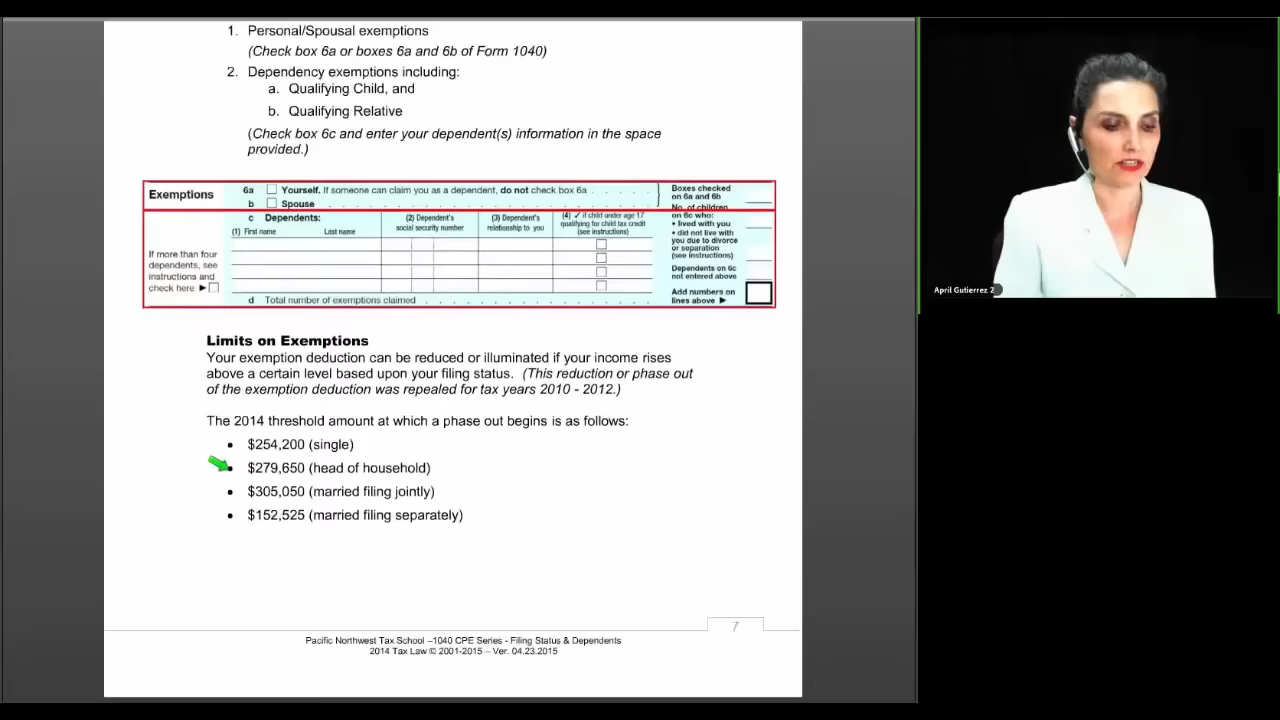 1. Personal/Spousal exemptions
(Check box 6a or boxes 6a and 6b of Form 1040)
2. Dependency exemptions including:
a. Qualifying Child, and
b. Qualifying Relative
(Check box 6c and enter your dependent(s) information in the space
provided.)
Exemptions
6a Yourself. If someone can claim you as a dependent, do not check box 6a . . . . .
b Spouse
c Dependents:
(1) First name Last name
(2) Dependent's
social security number
(3) Dependent's
relationship to you
(4) ✓ if child under age 17
qualifying for child tax credit
(see instructions)
If more than four
dependents, see
instructions and
check here ▶
d Total number of exemptions claimed
Boxes checked
on 6a and 6b
No. of children
on 6c who:
• lived with you
• did not live with
you due to divorce
or separation
(see instructions)
Dependents on 6c
not entered above
Add numbers on
lines above ▶
Limits on Exemptions
Your exemption deduction can be reduced or illuminated if your income rises
above a certain level based upon your filing status. (This reduction or phase out
of the exemption deduction was repealed for tax years 2010 - 2012.)
The 2014 threshold amount at which a phase out begins is as follows:
• $254,200 (single)
• $279,650 (head of household)
• $305,050 (married filing jointly)
• $152,525 (married filing separately)
7
Pacific Northwest Tax School –1040 CPE Series - Filing Status & Dependents
2014 Tax Law © 2001-2015 – Ver. 04.23.2015
April Gutierrez 2